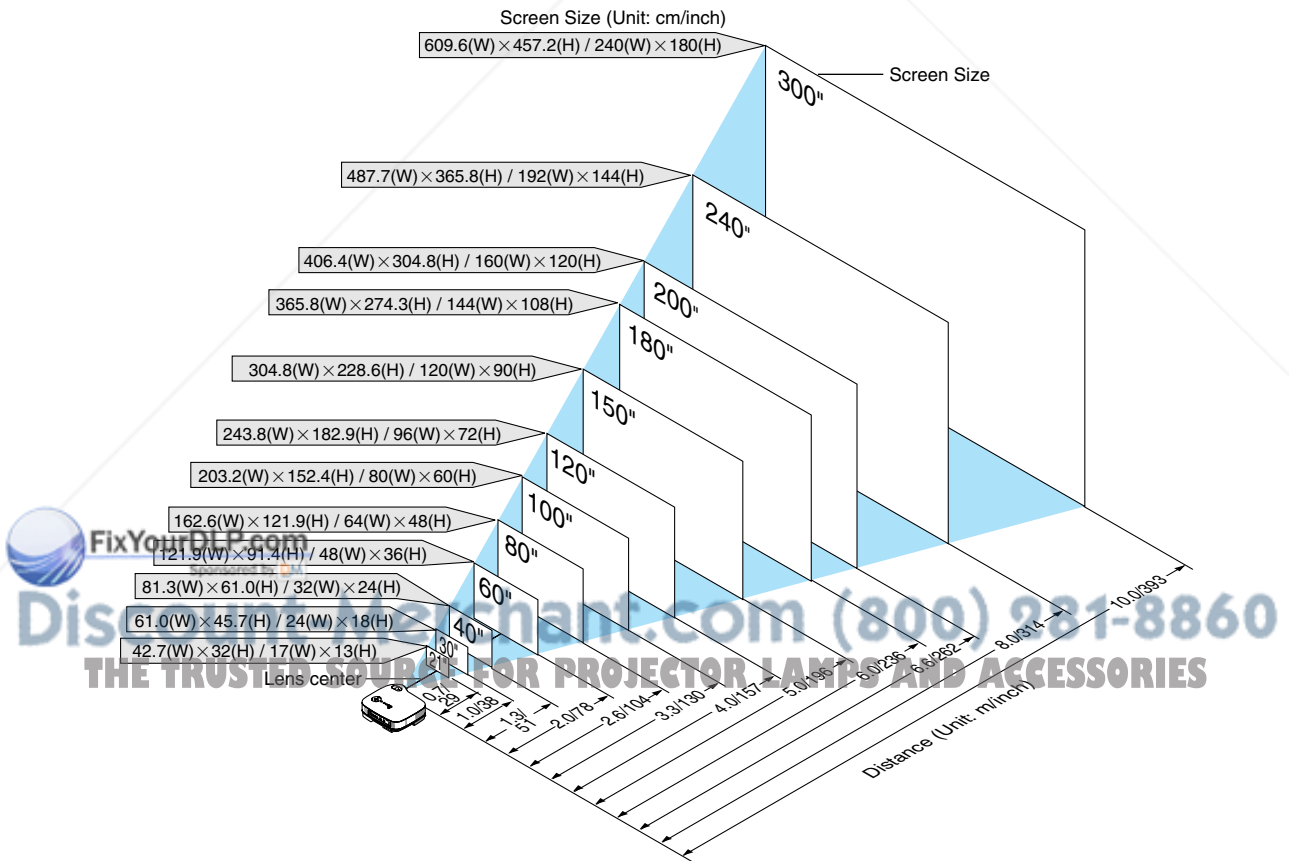 Screen Size (Unit: cm/inch)
609.6(W)×457.2(H) / 240(W)×180(H)
Screen Size
300"
487.7(W)×365.8(H) / 192(W)×144(H)
240"
406.4(W)×304.8(H) / 160(W)×120(H)
200"
365.8(W)×274.3(H) / 144(W)×108(H)
180"
304.8(W)×228.6(H) / 120(W)×90(H)
150"
243.8(W)×182.9(H) / 96(W)×72(H)
120"
203.2(W)×152.4(H) / 80(W)×60(H)
100"
162.6(W)×121.9(H) / 64(W)×48(H)
80"
FixYourDLP.com
121.9(W)×91.4(H) / 48(W)×36(H)
Sponsored by DM
60"
81.3(W)×61.0(H) / 32(W)×24(H)
40"
Discount-Merchant.com (800) 281-8860
61.0(W)×45.7(H) / 24(W)×18(H)
30"
42.7(W)×32(H) / 17(W)×13(H)
21"
THE TRUSTED SOURCE FOR PROJECTOR LAMPS AND ACCESSORIES
Lens center
0.7/
29
1.0/38
1.3/
51
2.0/78
2.6/104
3.3/130
4.0/157
5.0/196
6.0/236
6.6/262
8.0/314
10.0/393
Distance (Unit: m/inch)